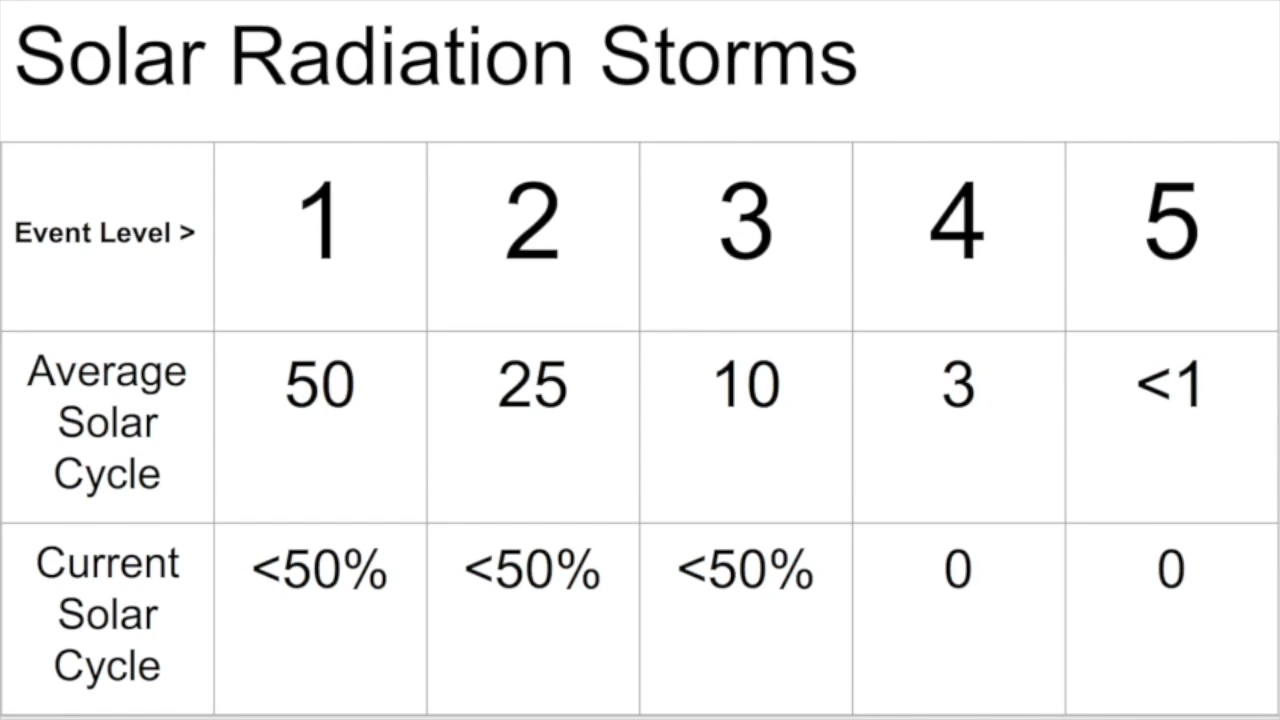 Solar Radiation Storms
Event Level > 1 2 3 4 5
Average Solar Cycle 50 25 10 3 <1
Current Solar Cycle <50% <50% <50% 0 0